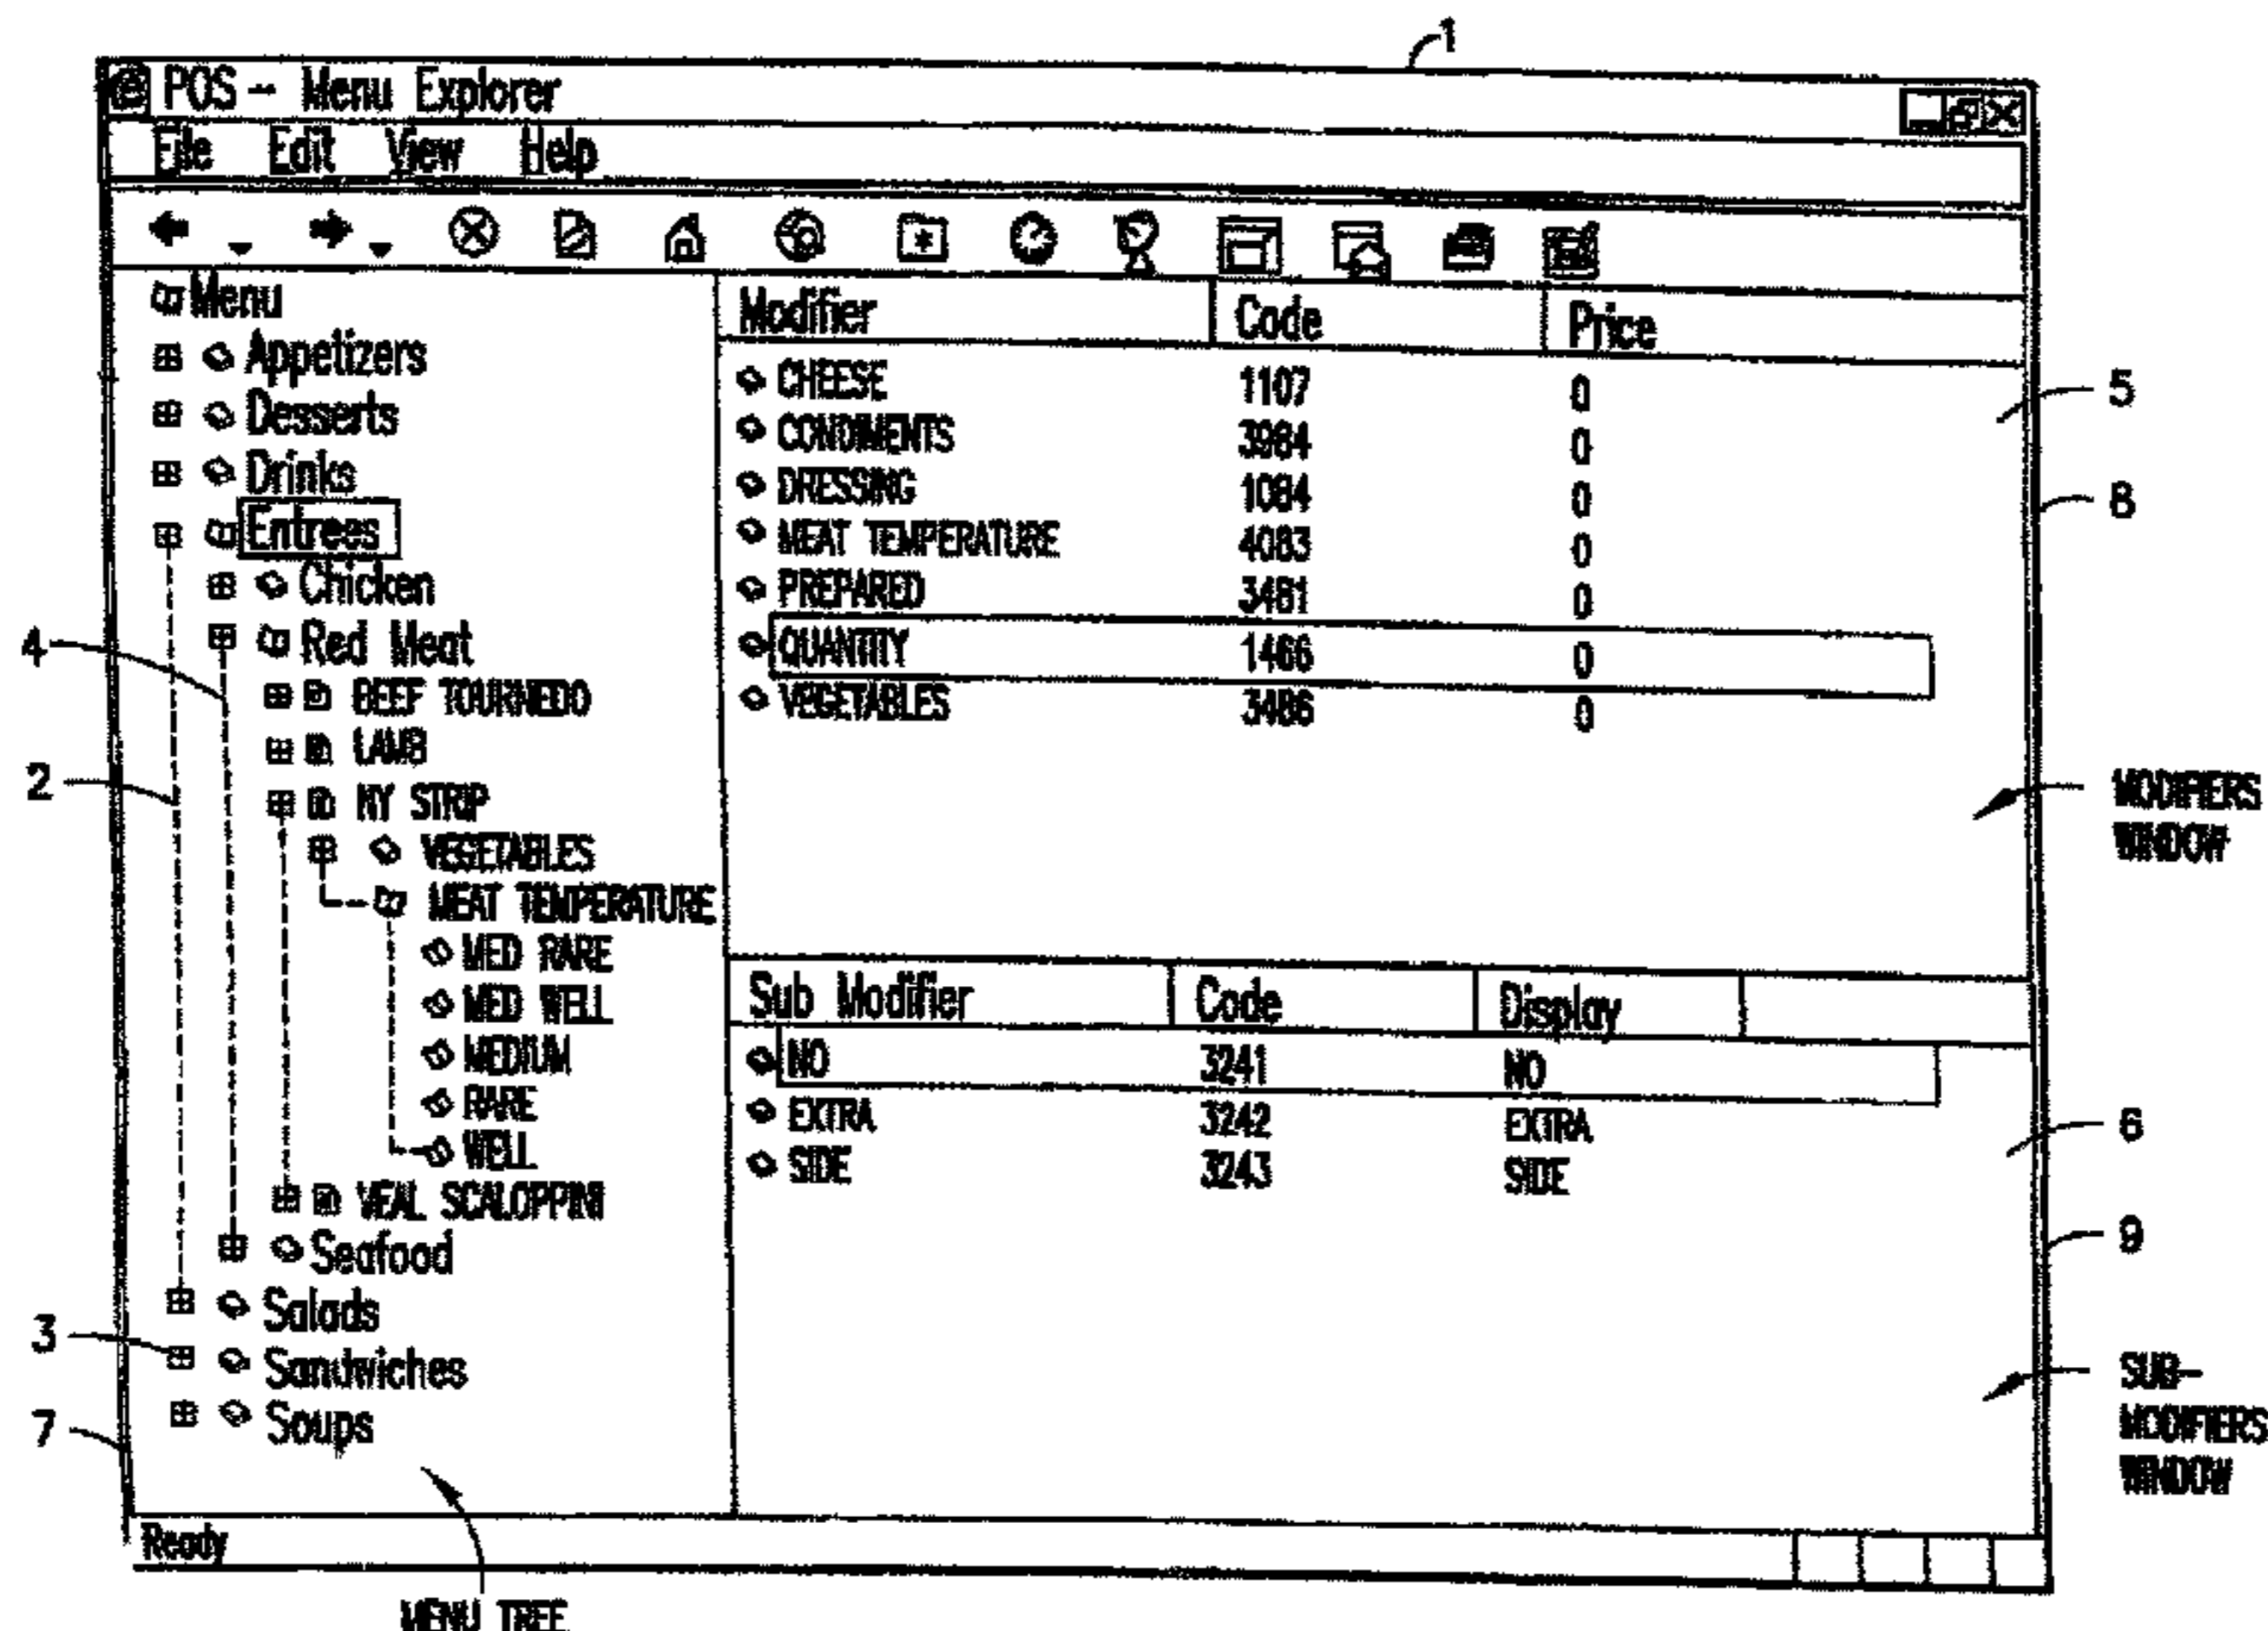 1
POS - Menu Explorer
File Edit View Help
Menu
Appetizers
Desserts
Drinks
Entrees
Chicken
Red Meat
BEEF TOURNEDO
LAMB
NY STRIP
VEGETABLES
MEAT TEMPERATURE
MED RARE
MED WELL
MEDIUM
RARE
WELL
VEAL SCALOPPINI
Seafood
Salads
Sandwiches
Soups
Modifier Code Price
CHEESE 1107 0
CONDIMENTS 3984 0
DRESSING 1084 0
MEAT TEMPERATURE 4083 0
PREPARED 3481 0
QUANTITY 1466 0
VEGETABLES 3486 0
Sub Modifier Code Display
NO 3241 NO
EXTRA 3242 EXTRA
SIDE 3243 SIDE
Ready
4
2
3
7
5
8
MODIFIERS
WINDOW
6
9
SUB-
MODIFIERS
WINDOW
MENU TREE